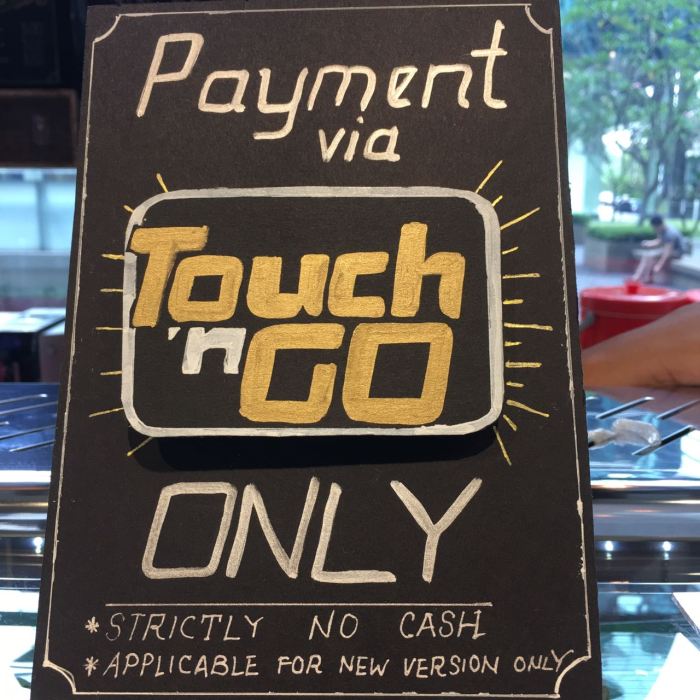 Payment
via
Touch
'n GO
ONLY
*STRICTLY NO CASH
*APPLICABLE FOR NEW VERSION ONLY